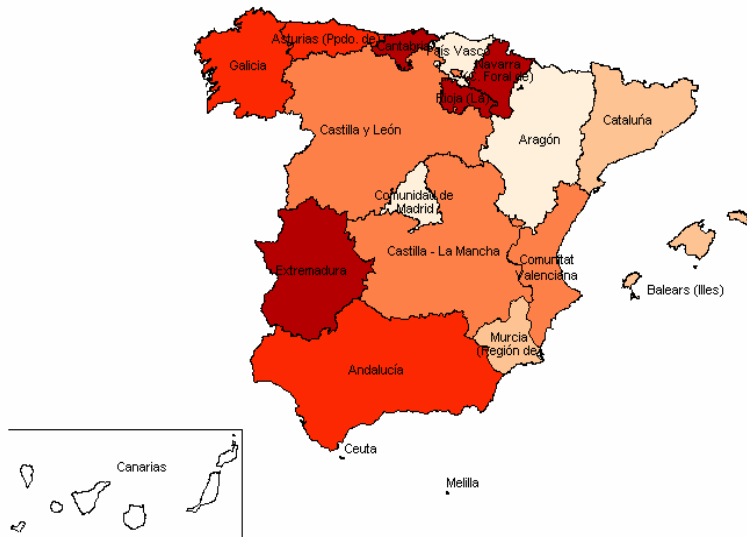 Asturias (Ppdo. de)
Cantabria
País Vasco
Galicia
Navarra
(C. Foral de)
Rioja (La)
Cataluña
Castilla y León
Aragón
Comunidad de
Madrid
Castilla - La Mancha
Comunitat
Valenciana
Extremadura
Balears (Illes)
Murcia
(Región de
Andalucía
Ceuta
Canarias
Melilla